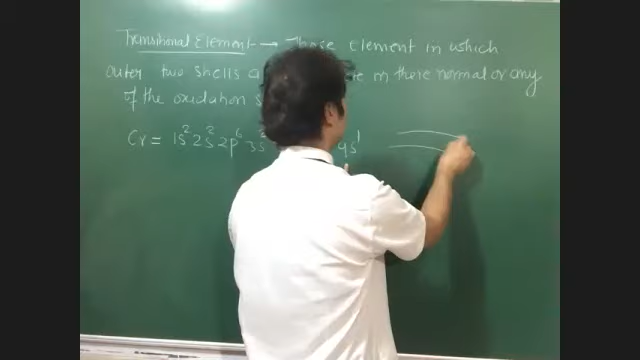 Transitional Element → Those element in which
outer two shells a in there normal or any
of the oxidation s
Cr = 1s² 2s² 2p⁶ 3s² 4s¹